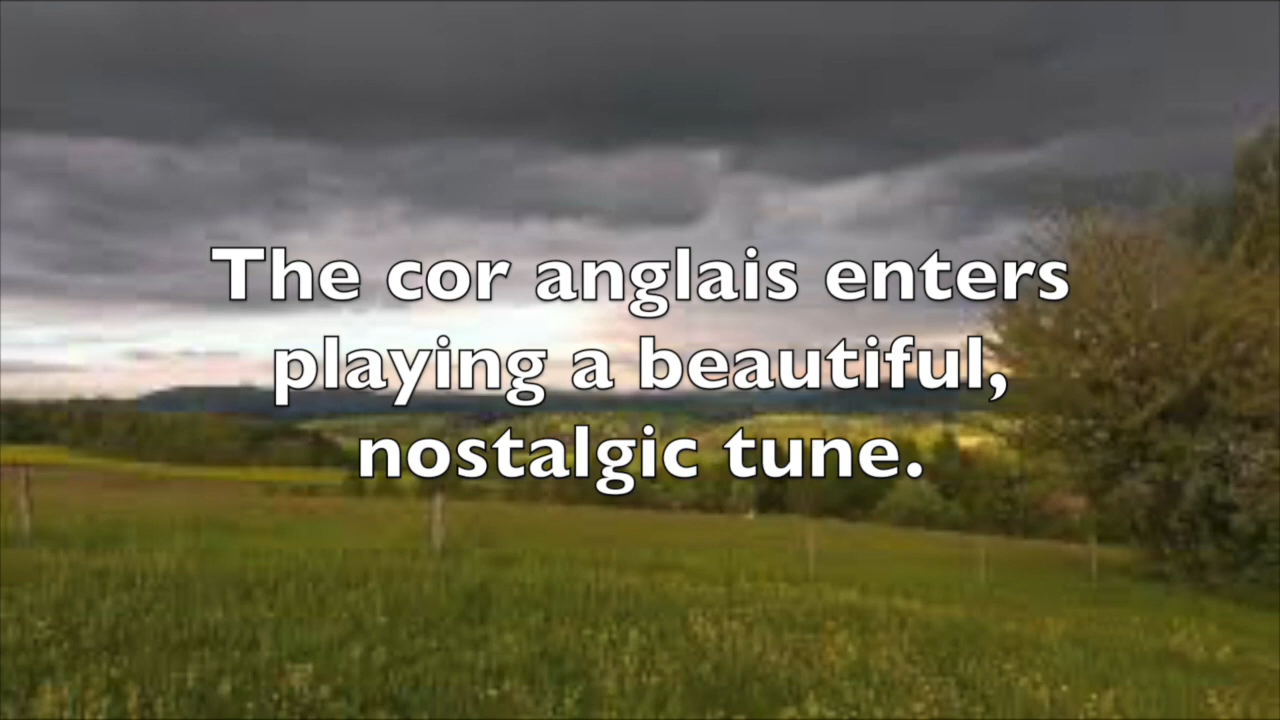 The cor anglais enters
playing a beautiful,
nostalgic tune.